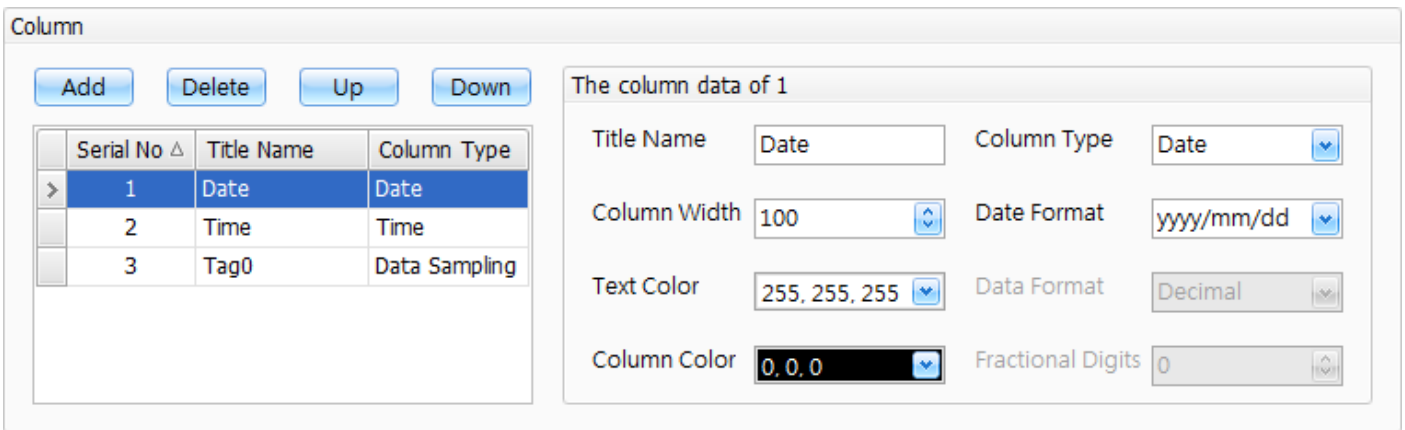 Column
Add Delete Up Down
Serial No Title Name Column Type
1 Date Date
2 Time Time
3 Tag0 Data Sampling
The column data of 1
Title Name Date Column Type Date
Column Width 100 Date Format yyyy/mm/dd
Text Color 255, 255, 255 Data Format Decimal
Column Color 0, 0, 0 Fractional Digits 0